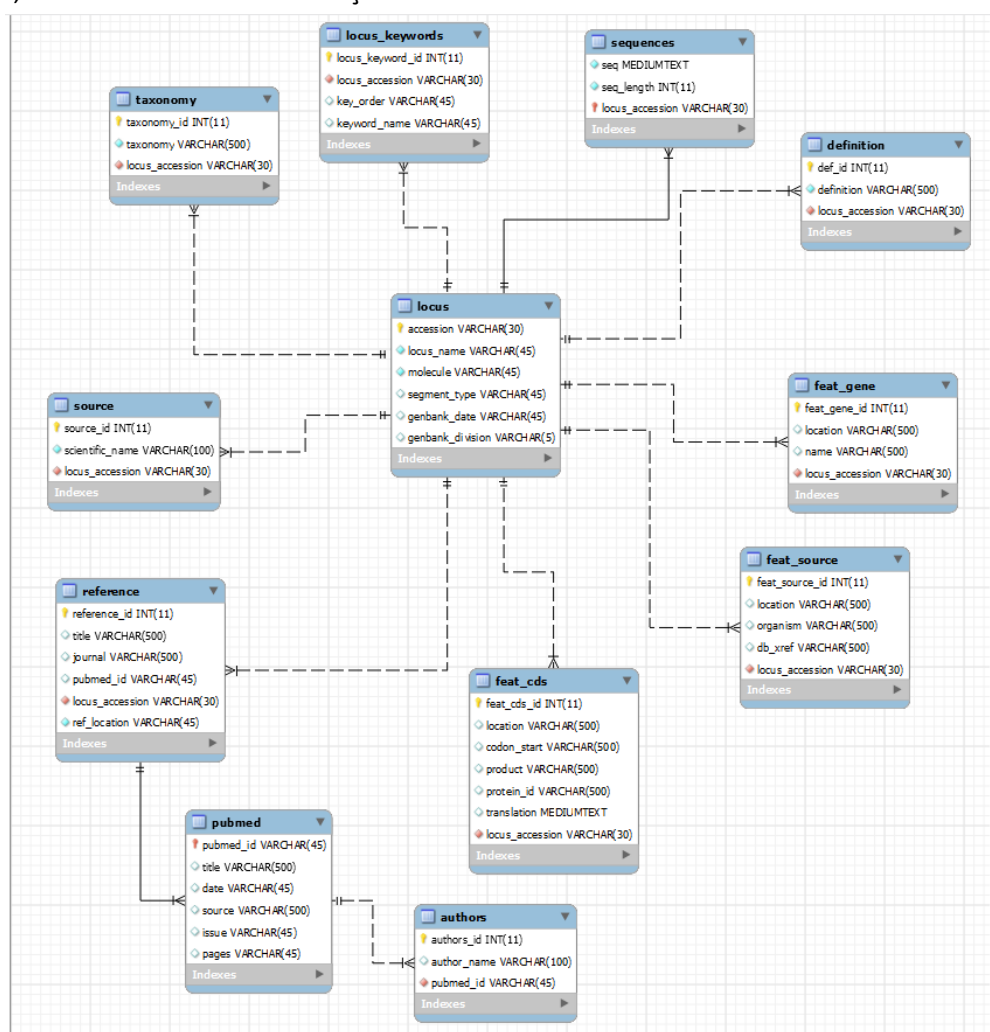 locus_keywords
locus_keyword_id INT(11)
locus_accession VARCHAR(30)
key_order VARCHAR(45)
keyword_name VARCHAR(45)
Indexes
sequences
seq MEDIUMTEXT
seq_length INT(11)
locus_accession VARCHAR(30)
Indexes
taxonomy
taxonomy_id INT(11)
taxonomy VARCHAR(500)
locus_accession VARCHAR(30)
Indexes
definition
def_id INT(11)
definition VARCHAR(500)
locus_accession VARCHAR(30)
Indexes
locus
accession VARCHAR(30)
locus_name VARCHAR(45)
molecule VARCHAR(45)
segment_type VARCHAR(45)
genbank_date VARCHAR(45)
genbank_division VARCHAR(5)
Indexes
source
source_id INT(11)
scientific_name VARCHAR(100)
locus_accession VARCHAR(30)
Indexes
feat_gene
feat_gene_id INT(11)
location VARCHAR(500)
name VARCHAR(500)
locus_accession VARCHAR(30)
Indexes
feat_source
feat_source_id INT(11)
location VARCHAR(500)
organism VARCHAR(500)
db_xref VARCHAR(500)
locus_accession VARCHAR(30)
Indexes
reference
reference_id INT(11)
title VARCHAR(500)
journal VARCHAR(500)
pubmed_id VARCHAR(45)
locus_accession VARCHAR(30)
ref_location VARCHAR(45)
Indexes
feat_cds
feat_cds_id INT(11)
location VARCHAR(500)
codon_start VARCHAR(500)
product VARCHAR(500)
protein_id VARCHAR(500)
translation MEDIUMTEXT
locus_accession VARCHAR(30)
Indexes
pubmed
pubmed_id VARCHAR(45)
title VARCHAR(500)
date VARCHAR(45)
source VARCHAR(500)
issue VARCHAR(45)
pages VARCHAR(45)
Indexes
authors
authors_id INT(11)
author_name VARCHAR(100)
pubmed_id VARCHAR(45)
Indexes